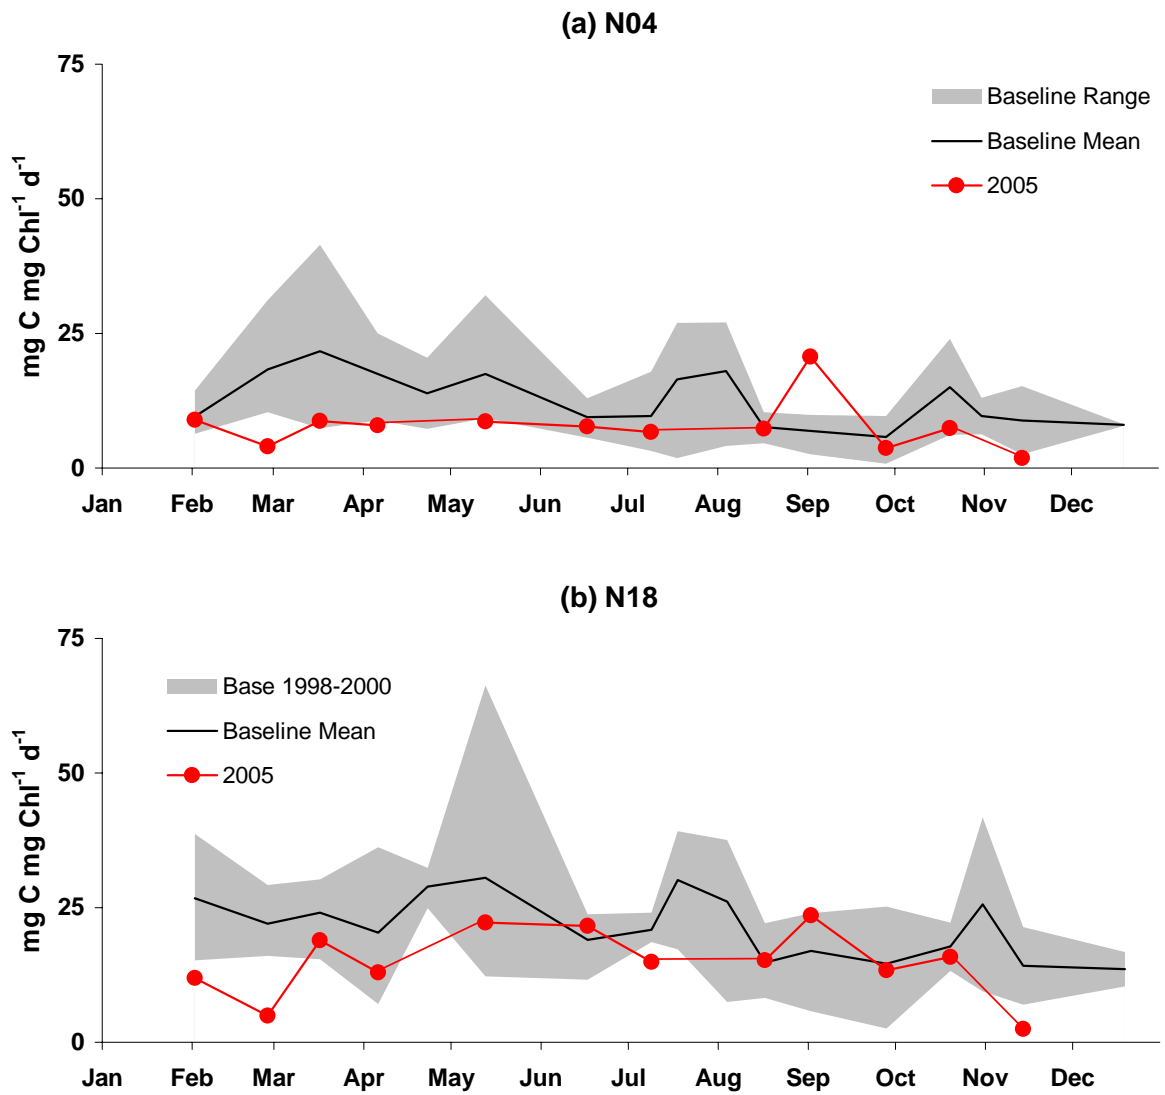 (a) N04
75
50
25
0
mg C mg Chl⁻¹ d⁻¹
Baseline Range
Baseline Mean
2005
Jan Feb Mar Apr May Jun Jul Aug Sep Oct Nov Dec
(b) N18
75
50
25
0
mg C mg Chl⁻¹ d⁻¹
Base 1998-2000
Baseline Mean
2005
Jan Feb Mar Apr May Jun Jul Aug Sep Oct Nov Dec